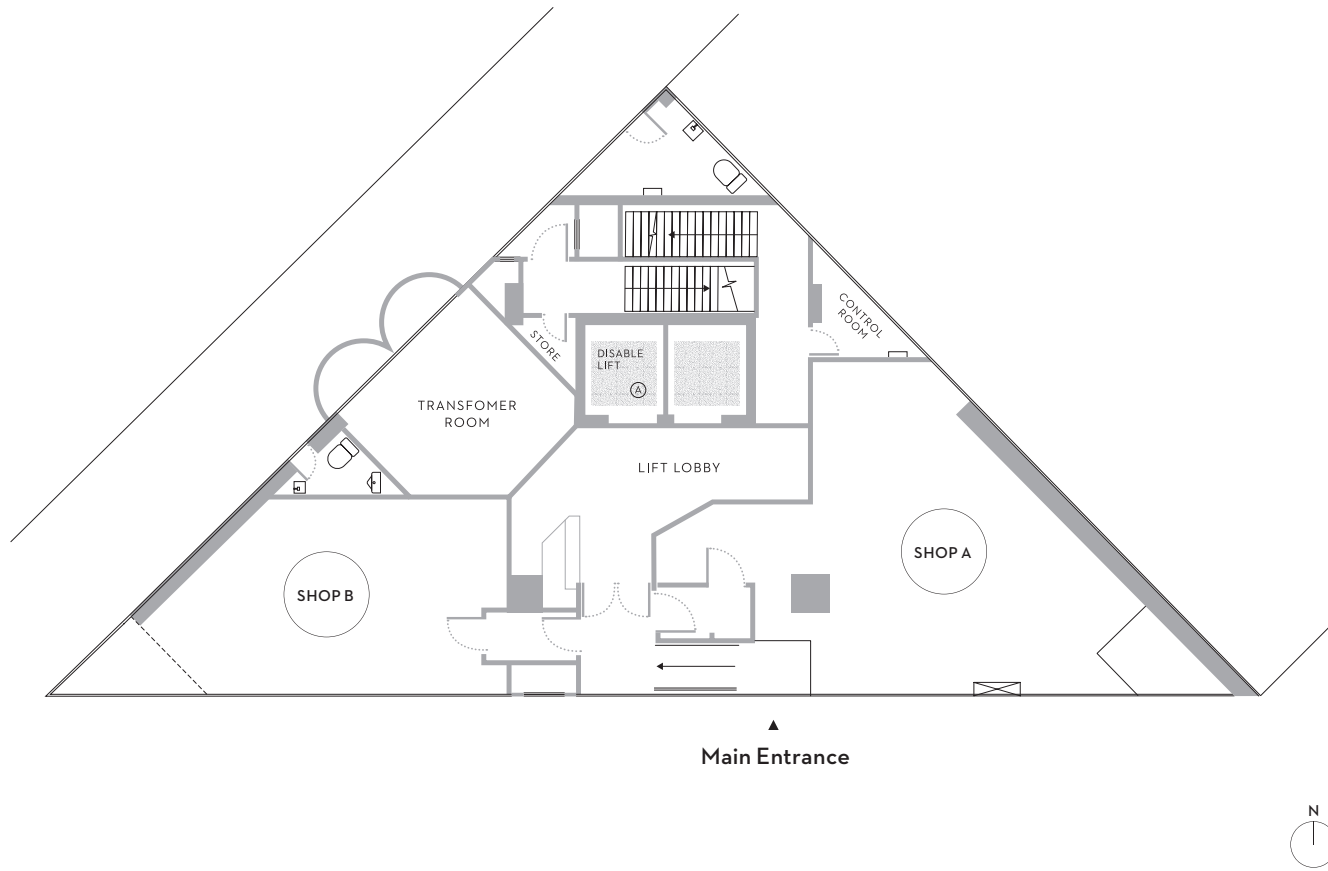 CONTROL
ROOM
STORE
DISABLE
LIFT
A
TRANSFOMER
ROOM
LIFT LOBBY
SHOP A
SHOP B
Main Entrance
N